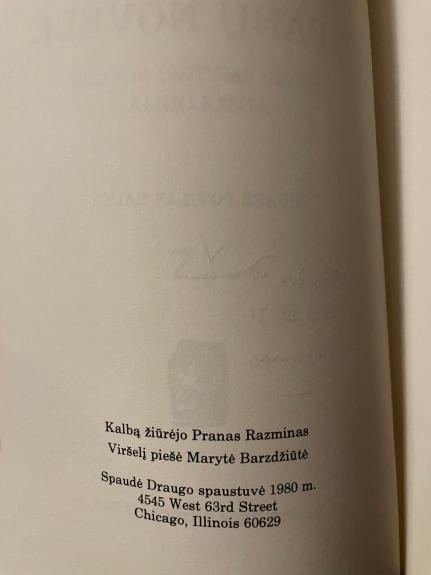 Kalbą žiūrėjo Pranas Razminas
Viršelį piešė Marytė Barzdžiūtė
Spaudė Draugo spaustuvė 1980 m.
4545 West 63rd Street
Chicago, Illinois 60629